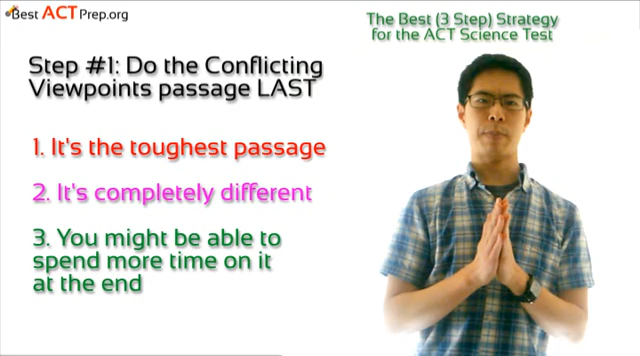 Best ACT Prep.org
The Best (3 Step) Strategy
for the ACT Science Test
Step #1: Do the Conflicting
Viewpoints passage LAST
1. It's the toughest passage
2. It's completely different
3. You might be able to
spend more time on it
at the end